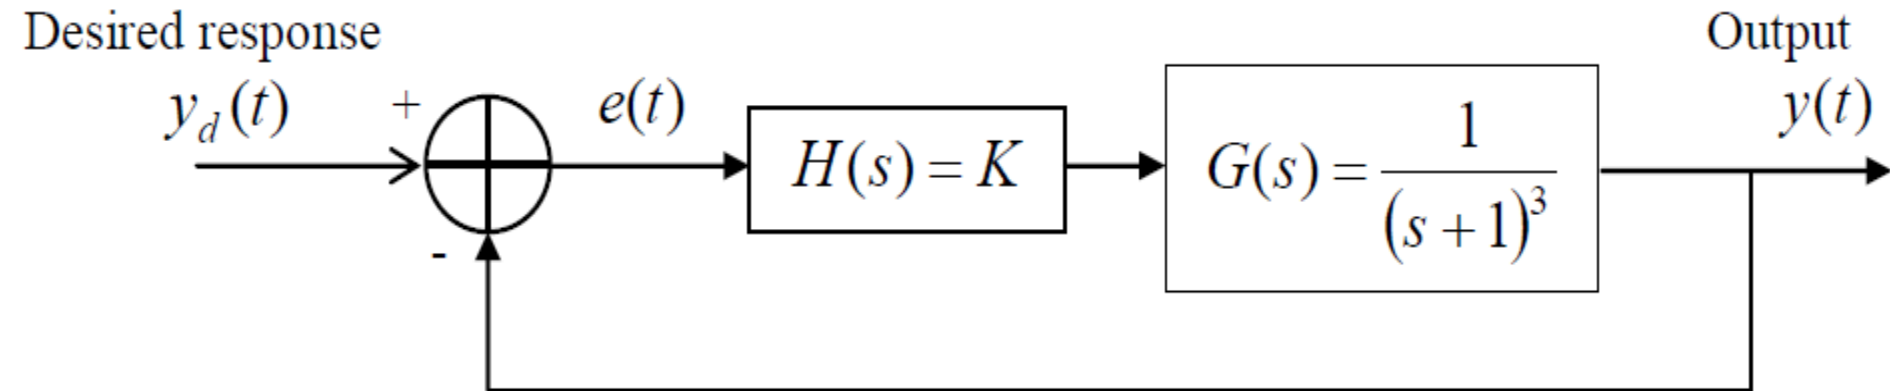 Desired response
Output
y_d(t)
+
e(t)
y(t)
H(s) = K
G(s) = 1/(s+1)^3
-